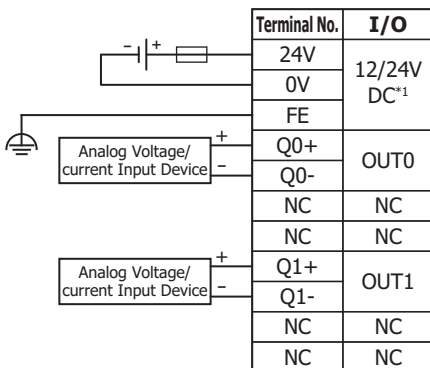 Terminal No. I/O
- + 24V 12/24V
DC*1
0V
FE
Analog Voltage/
current Input Device
+ Q0+ OUT0
- Q0-
NC NC
NC NC
Analog Voltage/
current Input Device
+ Q1+ OUT1
- Q1-
NC NC
NC NC